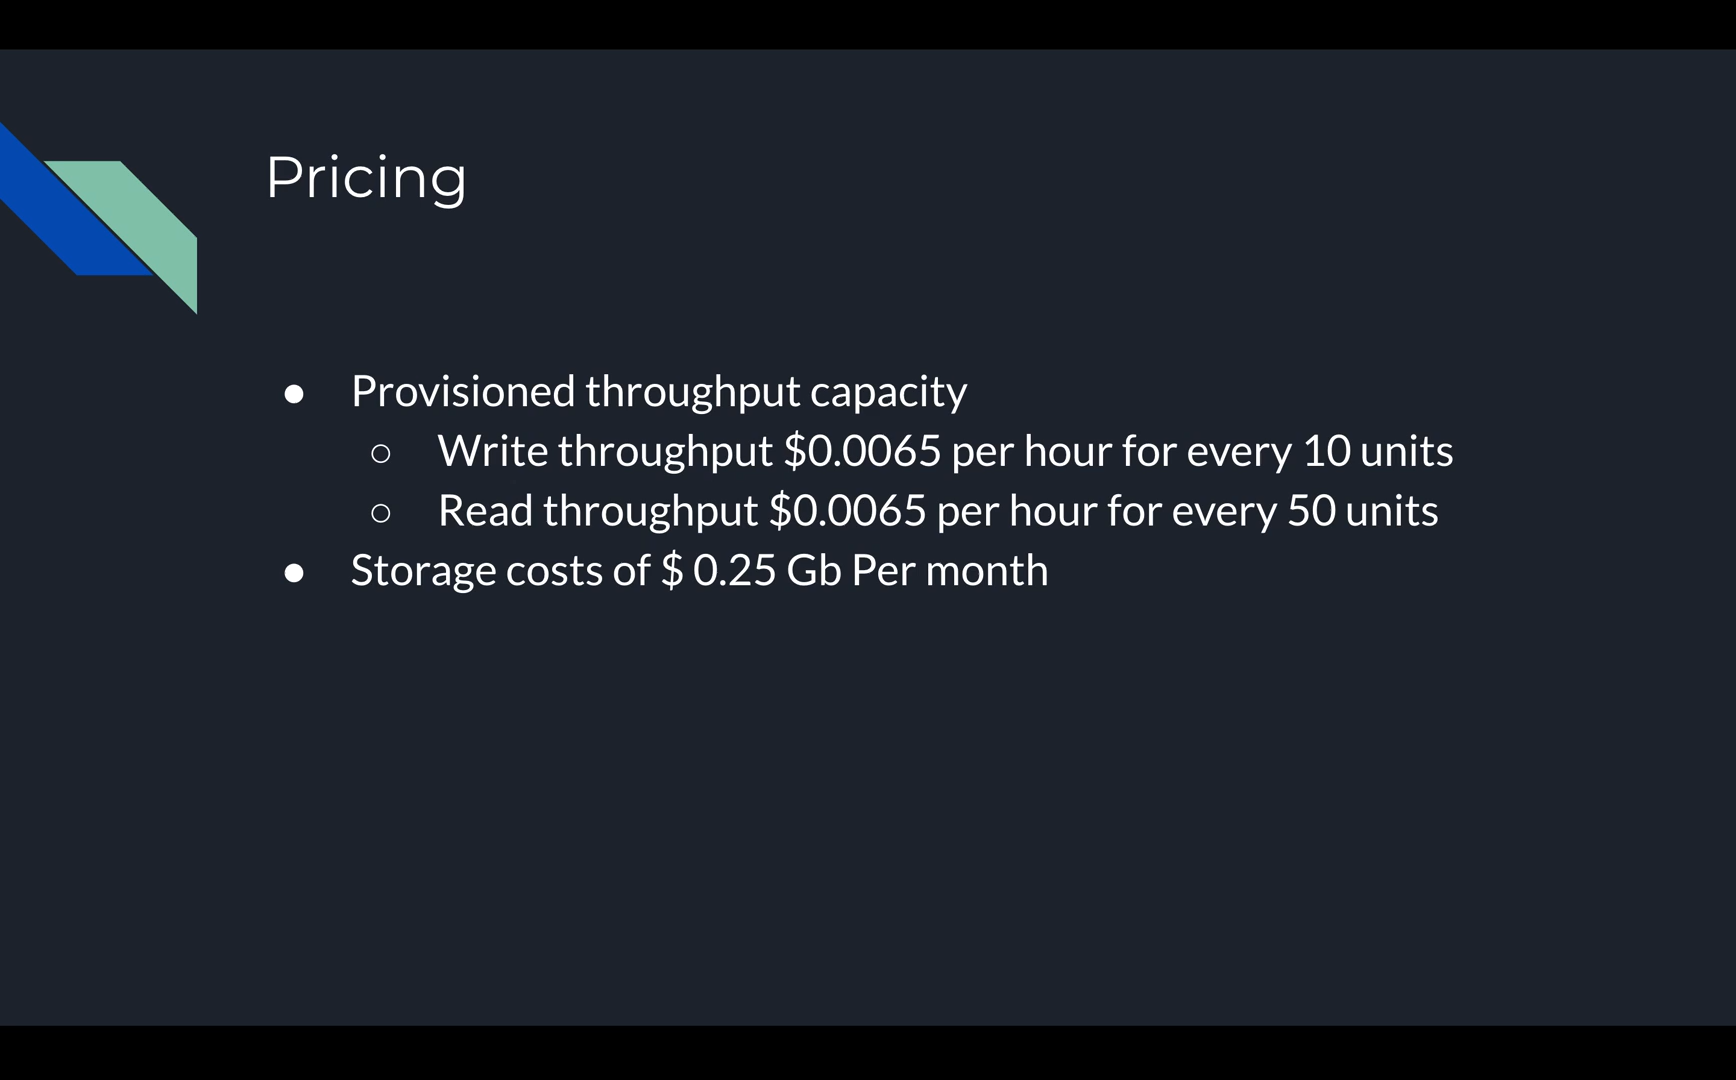 Pricing
● Provisioned throughput capacity
○ Write throughput $0.0065 per hour for every 10 units
○ Read throughput $0.0065 per hour for every 50 units
● Storage costs of $ 0.25 Gb Per month